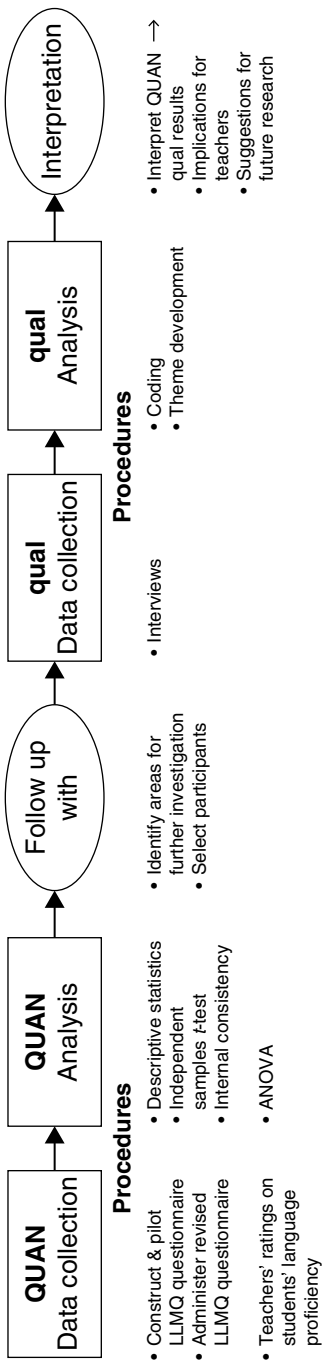 QUAN
Data collection
QUAN
Analysis
Follow up
with
qual
Data collection
qual
Analysis
Interpretation
Procedures
Procedures
• Construct & pilot
LLMQ questionnaire
• Administer revised
LLMQ questionnaire
• Teachers' ratings on
students' language
proficiency
• Descriptive statistics
• Independent
samples t-test
• Internal consistency
• ANOVA
• Identify areas for
further investigation
• Select participants
• Interviews
• Coding
• Theme development
• Interpret QUAN →
qual results
• Implications for
teachers
• Suggestions for
future research